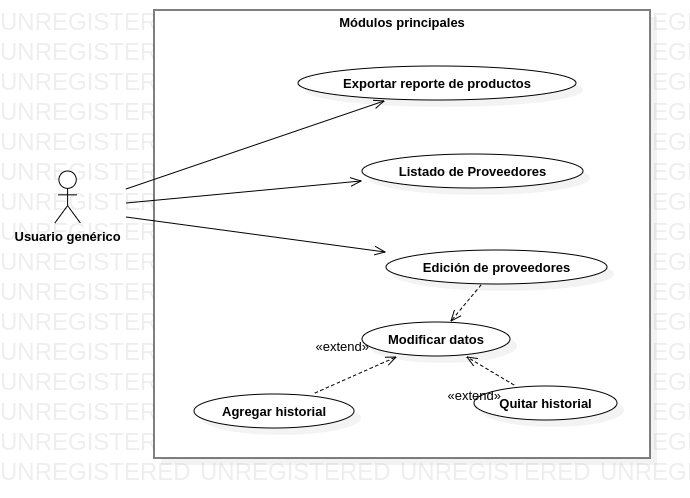 Módulos principales
Exportar reporte de productos
Listado de Proveedores
Usuario genérico
Edición de proveedores
Modificar datos
«extend»
«extend»
Quitar historial
Agregar historial
UNREGISTERED UNREGISTERED UNREGISTERED UNREGISTERED